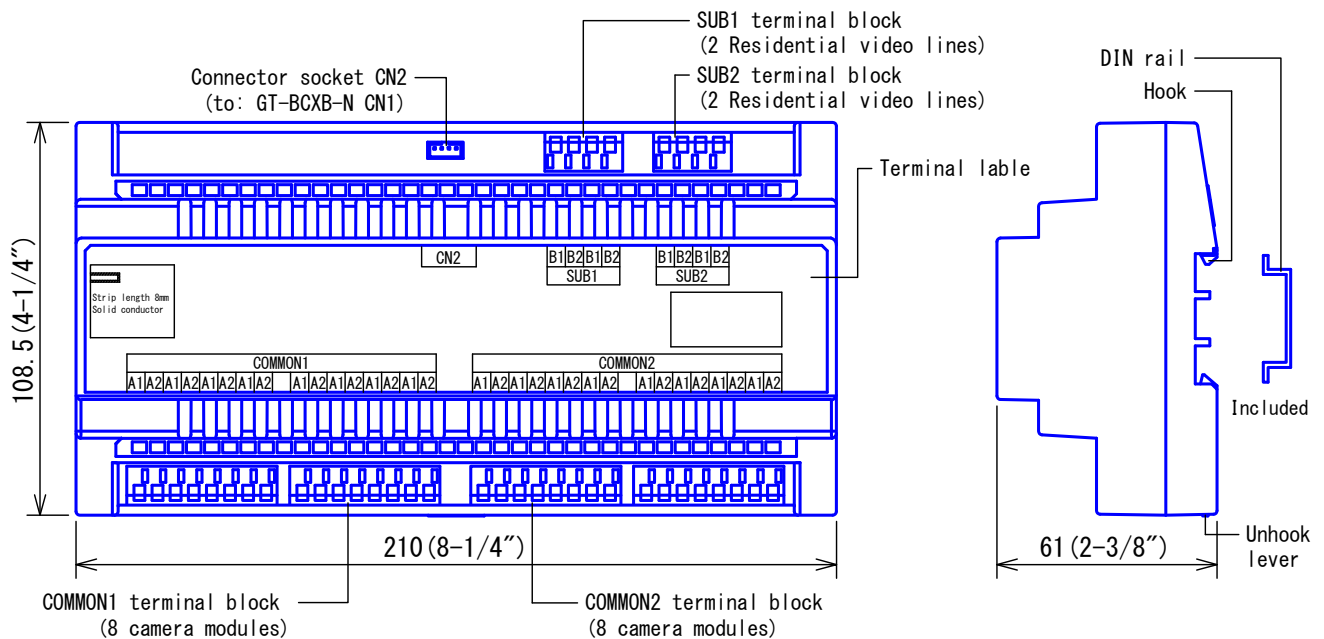 SUB1 terminal block
(2 Residential video lines)
SUB2 terminal block
(2 Residential video lines)
Connector socket CN2
(to: GT-BCXB-N CN1)
DIN rail
Hook
Terminal lable
CN2
B1 B2 B1 B2
SUB1
B1 B2 B1 B2
SUB2
Strip length 8mm
Solid conductor
COMMON1
A1 A2 A1 A2 A1 A2 A1 A2 A1 A2 A1 A2 A1 A2 A1 A2
COMMON2
A1 A2 A1 A2 A1 A2 A1 A2 A1 A2 A1 A2 A1 A2 A1 A2
108.5(4-1/4″)
Included
210(8-1/4″)
61(2-3/8″)
Unhook
lever
COMMON1 terminal block
(8 camera modules)
COMMON2 terminal block
(8 camera modules)